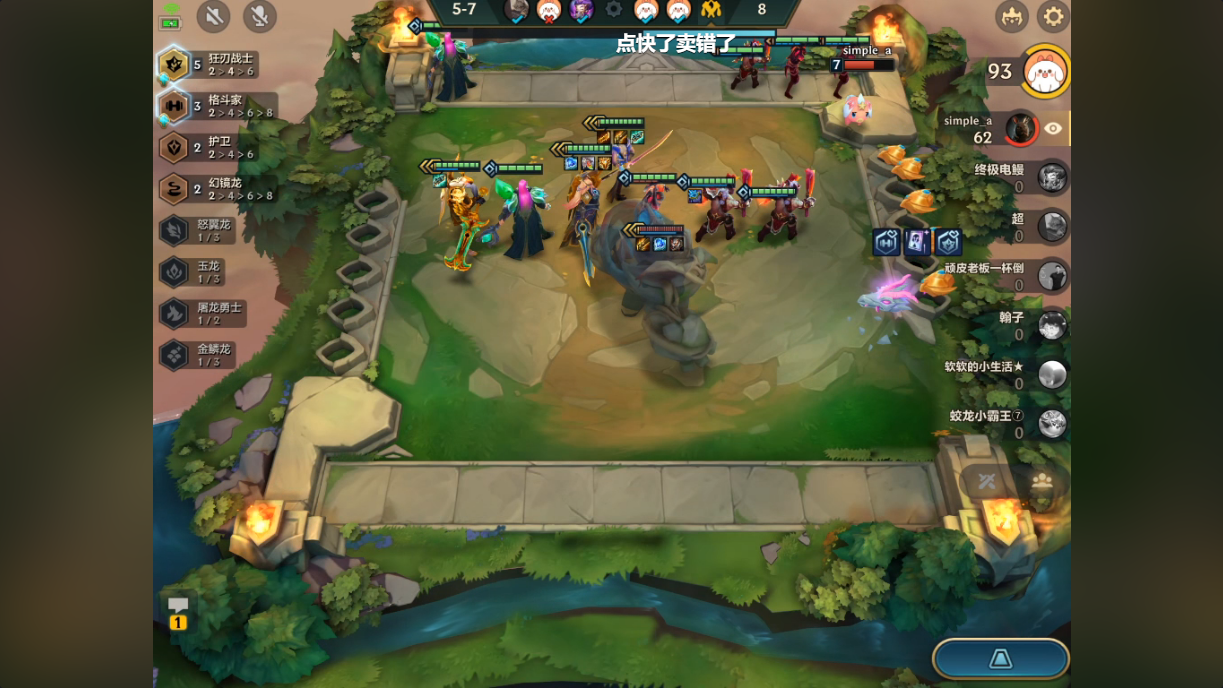 5-7
8
点快了卖错了
simple_a
7
93
simple_a
62
终极电鳗
0
超
0
顽皮老板一杯倒
0
翰子
0
软软的小生活★
0
蛟龙小霸王⑦
0
5
狂刃战士
2 > 4 > 6
3
格斗家
2 > 4 > 6 > 8
2
护卫
2 > 4 > 6
2
幻镜龙
2 > 4 > 6 > 8
怒翼龙
1 / 3
玉龙
1 / 3
屠龙勇士
1 / 2
金鳞龙
1 / 3
1